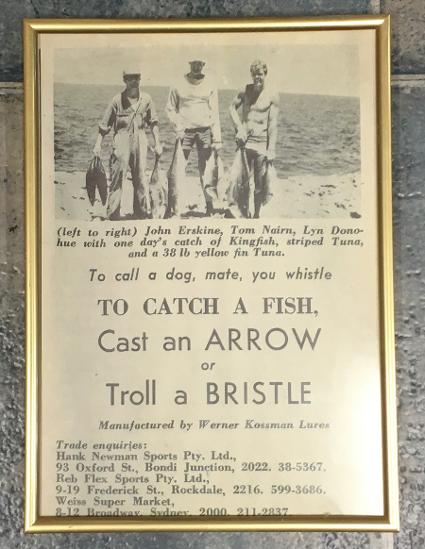 (left to right) John Erskine, Tom Nairn, Lyn Dono-
hue with one day's catch of Kingfish, striped Tuna,
and a 38 lb yellow fin Tuna.
To call a dog, mate, you whistle
TO CATCH A FISH,
Cast an ARROW
or
Troll a BRISTLE
Manufactured by Werner Kossman Lures
Trade enquiries:
Hank Newman Sports Pty. Ltd.,
93 Oxford St., Bondi Junction, 2022. 38-5367.
Reb Flex Sports Pty. Ltd.,
9-19 Frederick St., Rockdale, 2216. 599-3686.
Weiss Super Market,
8-12 Broadway, Sydney, 2000. 211-2837